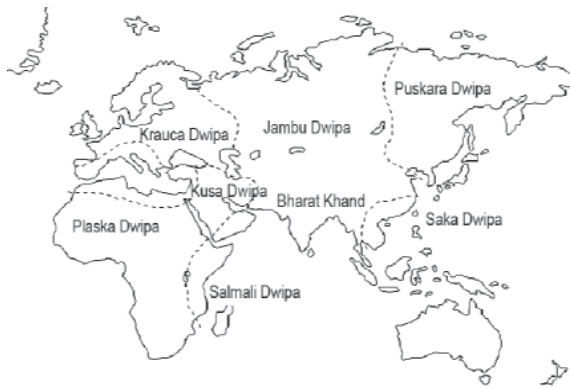 Puskara Dwipa
Krauca Dwipa
Jambu Dwipa
Kusa Dwipa
Bharat Khand
Plaska Dwipa
Saka Dwipa
Salmali Dwipa